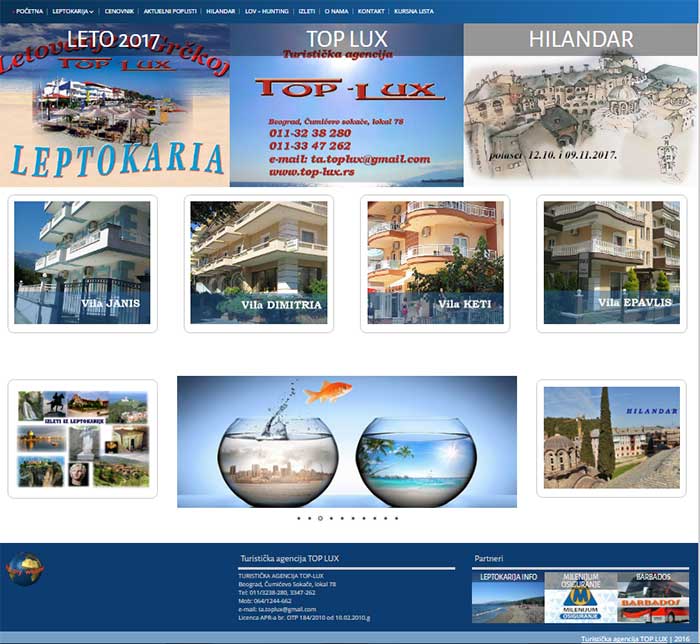 POČETNA | LEPTOKARIJA | CENOVNIK | AKTUELNI POPUSTI | HILANDAR | LOV – HUNTING | IZLETI | O NAMA | KONTAKT | KURSNA LISTA
LETO 2017
Letovanje u Grčkoj
TOP LUX
LEPTOKARIA
TOP LUX
Turistička agencija
TOP-LUX
Beograd, Čumićevo sokače, lokal 78
011-32 38 280
011-33 47 262
e-mail: ta.toplux@gmail.com
www.top-lux.rs
HILANDAR
polasci 12.10. i 09.11.2017.
Vila JANIS
Vila DIMITRIA
Vila KETI
Vila EPAVLIS
IZLETI IZ LEPTOKARIJE
HILANDAR
Turistička agencija TOP LUX
TURISTIČKA AGENCIJA TOP-LUX
Beograd, Čumićevo Sokače, lokal 78
Tel: 011/3238-280, 3347-262
Mob: 064/1244-662
e-mail: ta.toplux@gmail.com
Licenca APR-a br. OTP 184/2010 od 10.02.2010.g
Partneri
LEPTOKARIJA INFO
MILENIJUM
OSIGURANJE
MILENIJUM
OSIGURANJE
BARBADOS
BARBADOS
Turistička agencija TOP LUX | 2016